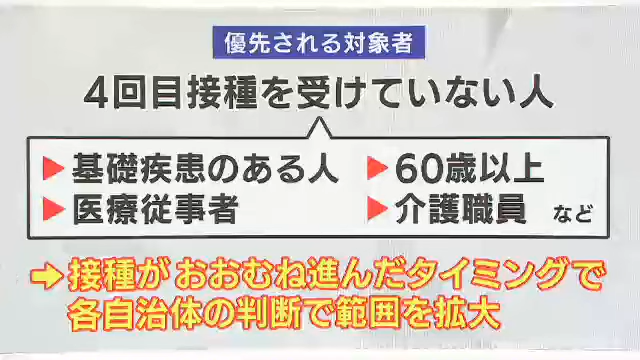 優先される対象者
4回目接種を受けていない人
▶基礎疾患のある人 ▶60歳以上
▶医療従事者 ▶介護職員 など
➡接種が おおむね進んだタイミングで
各自治体の判断で範囲を拡大